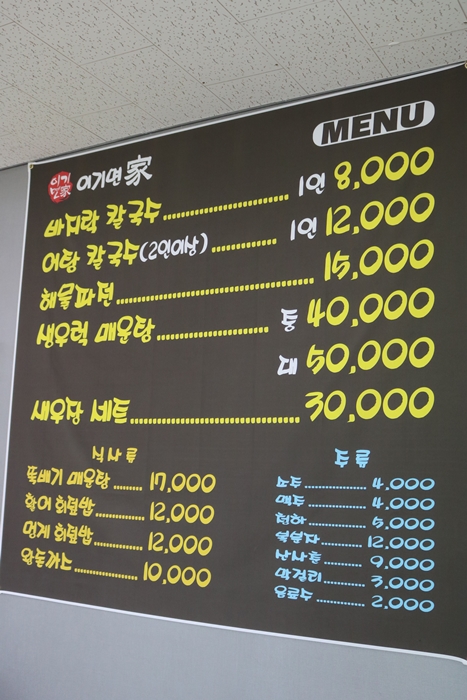 MENU
이기면家 이기면家
바지락 칼국수........................ 1인 8,000
어탕 칼국수(2인이상).............. 1인 12,000
해물파전.......................................... 15,000
생우럭 매운탕........................ 중 40,000
대 50,000
새우장 세트.................................... 30,000
식 사 류
뚝배기 매운탕 ....... 17,000
활어 회덮밥 ............ 12,000
멍게 회덮밥 ............ 12,000
왕돈까스 ................. 10,000
주 류
소주 .................... 4,000
맥주 .................... 4,000
청하 .................... 5,000
복분자 ............... 12,000
산사춘 ............... 9,000
막걸리 ............... 3,000
음료수 ............... 2,000